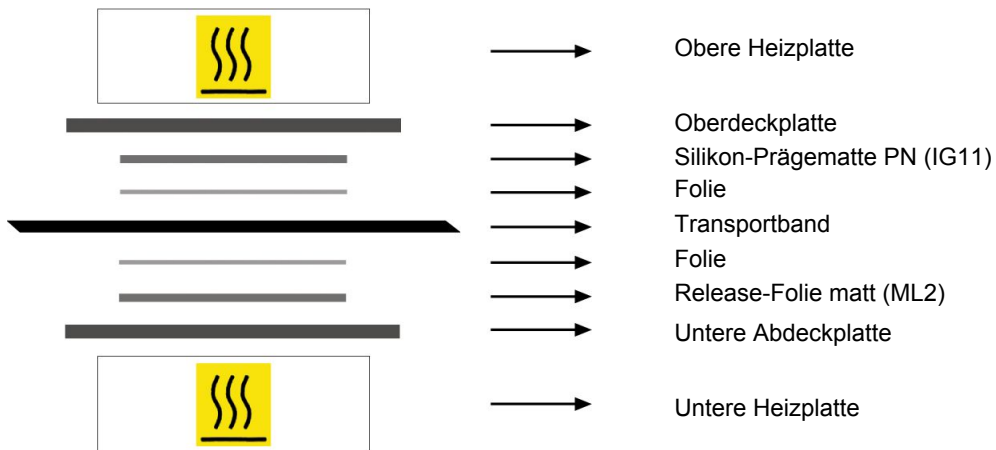 Obere Heizplatte
Oberdeckplatte
Silikon-Prägematte PN (IG11)
Folie
Transportband
Folie
Release-Folie matt (ML2)
Untere Abdeckplatte
Untere Heizplatte